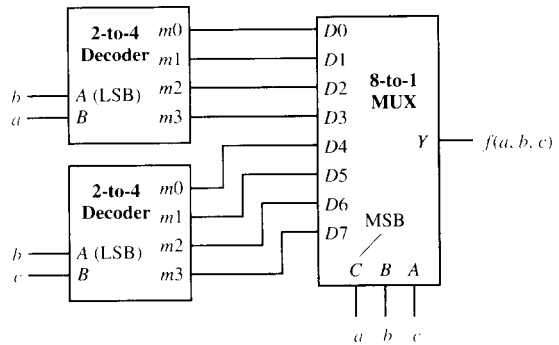 2-to-4
Decoder
m0
m1
m2
m3
b
A (LSB)
a
B
2-to-4
Decoder
m0
m1
m2
m3
b
A (LSB)
c
B
D0
D1
D2
D3
D4
D5
D6
D7
8-to-1
MUX
Y
f(a, b, c)
MSB
C B A
a b c